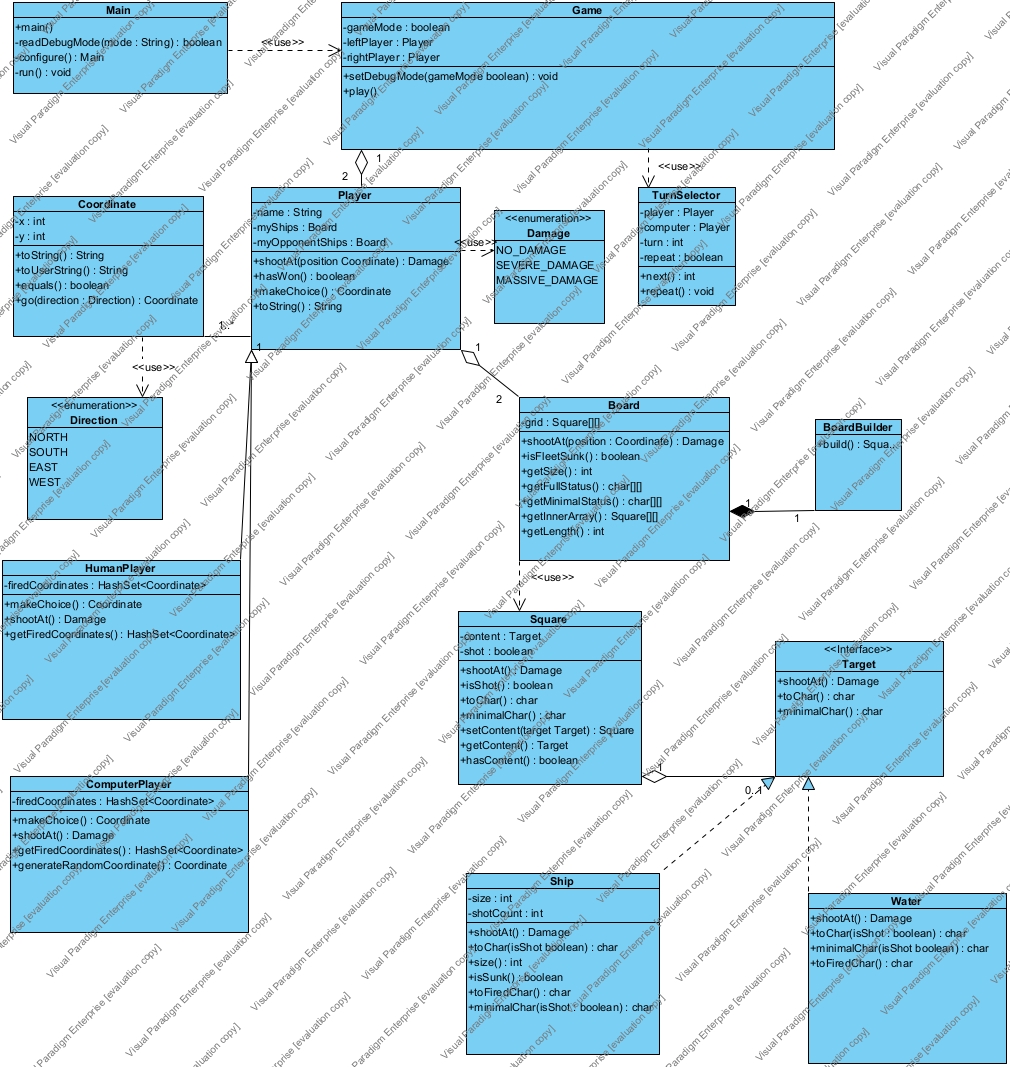 Main
+main()
-readDebugMode(mode : String) : boolean
-configure() : Main
-run() : void
<<use>>
Game
-gameMode : boolean
-leftPlayer : Player
-rightPlayer : Player
+setDebugMode(gameMode boolean) : void
+play()
1
2
<<use>>
Coordinate
-x : int
-y : int
+toString() : String
+toUserString() : String
+equals() : boolean
+go(direction : Direction) : Coordinate
1..*
<<use>>
Player
-name : String
-myShips : Board
-myOpponentShips : Board
+shootAt(position Coordinate) : Damage
+hasWon() : boolean
+makeChoice() : Coordinate
+toString() : String
1
<<use>>
<<enumeration>>
Damage
NO_DAMAGE
SEVERE_DAMAGE
MASSIVE_DAMAGE
TurnSelector
-player : Player
-computer : Player
-turn : int
-repeat : boolean
+next() : int
+repeat() : void
1
2
<<enumeration>>
Direction
NORTH
SOUTH
EAST
WEST
Board
-grid : Square[][]
+shootAt(position : Coordinate) : Damage
+isFleetSunk() : boolean
+getSize() : int
+getFullStatus() : char[][]
+getMinimalStatus() : char[][]
+getInnerArray() : Square[][]
+getLength() : int
1
1
BoardBuilder
+build() : Squa...
<<use>>
HumanPlayer
-firedCoordinates : HashSet<Coordinate>
+makeChoice() : Coordinate
+shootAt() : Damage
+getFiredCoordinates() : HashSet<Coordinate>
Square
-content : Target
-shot : boolean
+shootAt() : Damage
+isShot() : boolean
+toChar() : char
+minimalChar() : char
+setContent(target Target) : Square
+getContent() : Target
+hasContent() : boolean
1
0..1
<<Interface>>
Target
+shootAt() : Damage
+toChar() : char
+minimalChar() : char
ComputerPlayer
-firedCoordinates : HashSet<Coordinate>
+makeChoice() : Coordinate
+shootAt() : Damage
+getFiredCoordinates() : HashSet<Coordinate>
+generateRandomCoordinate() : Coordinate
Ship
-size : int
-shotCount : int
+shootAt() : Damage
+toChar(isShot boolean) : char
+size() : int
+isSunk() : boolean
+toFiredChar() : char
+minimalChar(isShot : boolean) : char
Water
+shootAt() : Damage
+toChar(isShot : boolean) : char
+minimalChar(isShot boolean) : char
+toFiredChar() : char
Visual Paradigm Enterprise [evaluation copy]